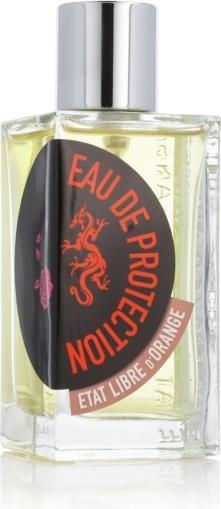 EAU DE PROTECTION
ETAT LIBRE D'ORANGE